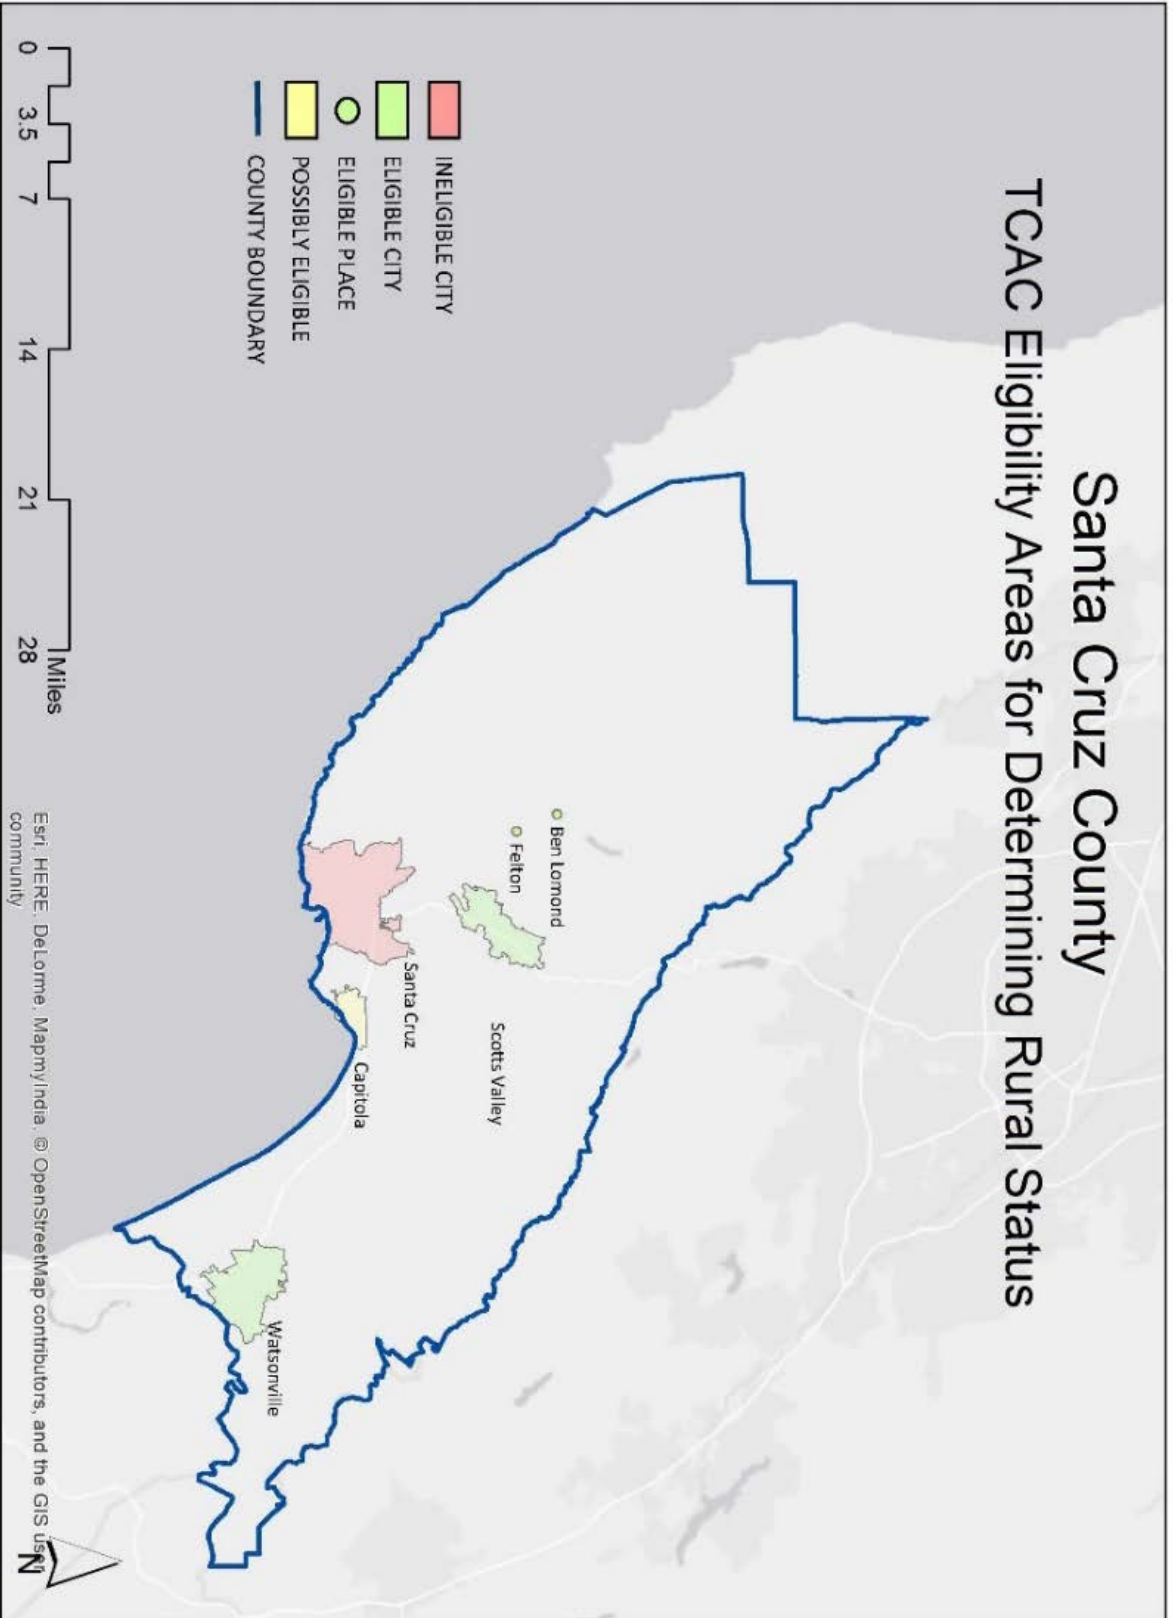 Santa Cruz County
TCAC Eligibility Areas for Determining Rural Status
INELIGIBLE CITY
ELIGIBLE CITY
ELIGIBLE PLACE
POSSIBLY ELIGIBLE
COUNTY BOUNDARY
Ben Lomond
Felton
Scotts Valley
Santa Cruz
Capitola
Watsonville
0 3.5 7 14 21 28
Miles
Esri, HERE, DeLorme, MapmyIndia, © OpenStreetMap contributors, and the GIS user
community
N